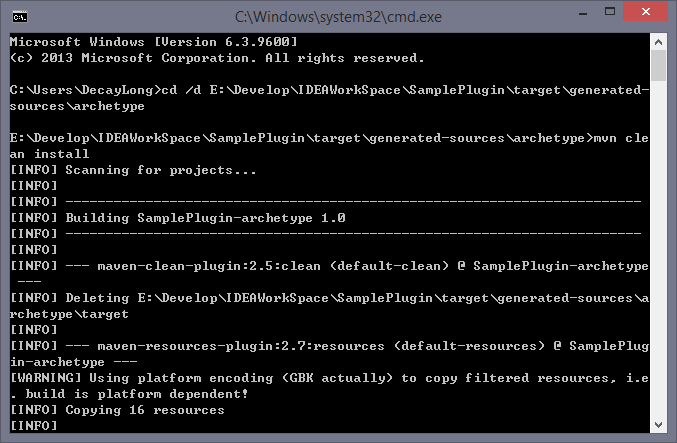 C:\Windows\system32\cmd.exe
Microsoft Windows [Version 6.3.9600]
(c) 2013 Microsoft Corporation. All rights reserved.
C:\Users\DecayLong>cd /d E:\Develop\IDEAWorkSpace\SamplePlugin\target\generated-
sources\archetype
E:\Develop\IDEAWorkSpace\SamplePlugin\target\generated-sources\archetype>mvn cle
an install
[INFO] Scanning for projects...
[INFO]
[INFO] ------------------------------------------------------------------------
[INFO] Building SamplePlugin-archetype 1.0
[INFO] ------------------------------------------------------------------------
[INFO]
[INFO] --- maven-clean-plugin:2.5:clean (default-clean) @ SamplePlugin-archetype
 ---
[INFO] Deleting E:\Develop\IDEAWorkSpace\SamplePlugin\target\generated-sources\a
rchetype\target
[INFO]
[INFO] --- maven-resources-plugin:2.7:resources (default-resources) @ SamplePlug
in-archetype ---
[WARNING] Using platform encoding (GBK actually) to copy filtered resources, i.e
. build is platform dependent!
[INFO] Copying 16 resources
[INFO]